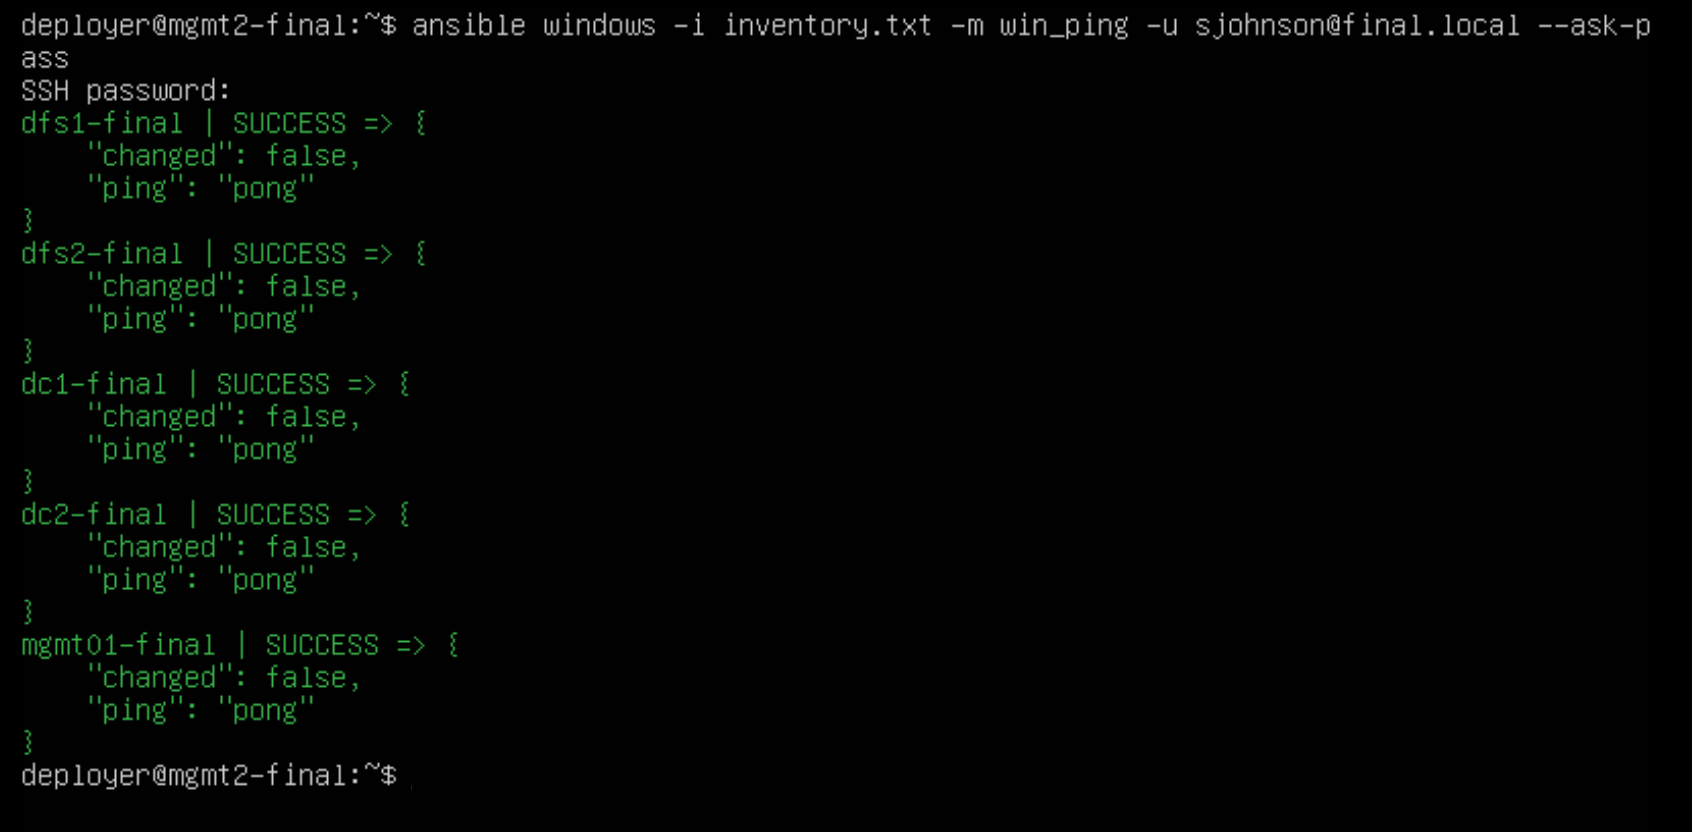 deployer@mgmt2-final:~$ ansible windows -i inventory.txt -m win_ping -u sjohnson@final.local --ask-p
ass
SSH password:
dfs1-final | SUCCESS => {
    "changed": false,
    "ping": "pong"
}
dfs2-final | SUCCESS => {
    "changed": false,
    "ping": "pong"
}
dc1-final | SUCCESS => {
    "changed": false,
    "ping": "pong"
}
dc2-final | SUCCESS => {
    "changed": false,
    "ping": "pong"
}
mgmt01-final | SUCCESS => {
    "changed": false,
    "ping": "pong"
}
deployer@mgmt2-final:~$